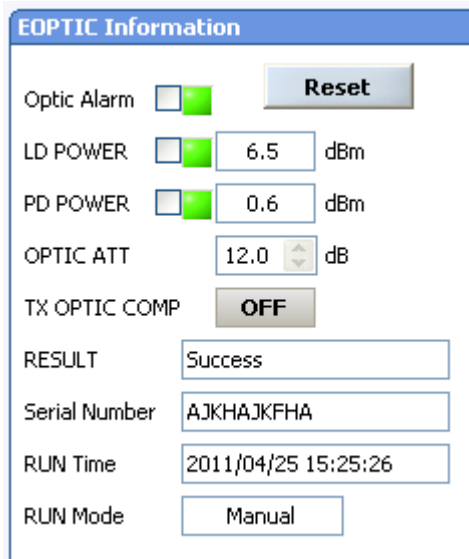 EOPTIC Information
Optic Alarm Reset
LD POWER 6.5 dBm
PD POWER 0.6 dBm
OPTIC ATT 12.0 dB
TX OPTIC COMP OFF
RESULT Success
Serial Number AJKHAJKFHA
RUN Time 2011/04/25 15:25:26
RUN Mode Manual